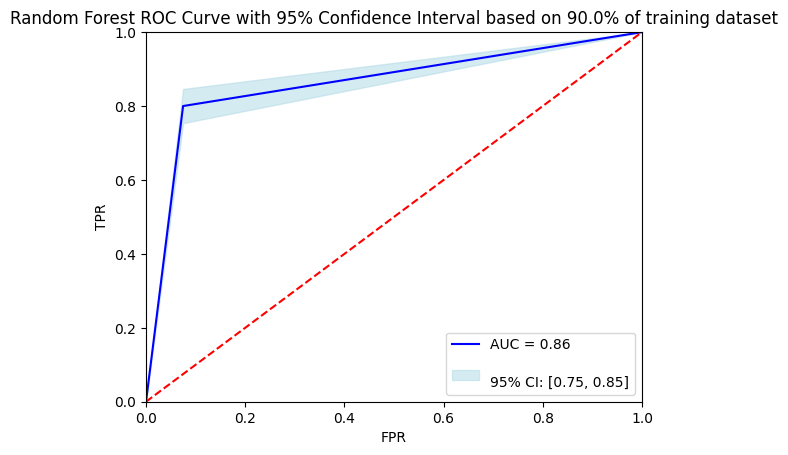 Random Forest ROC Curve with 95% Confidence Interval based on 90.0% of training dataset
1.0
0.8
0.6
0.4
0.2
0.0
TPR
0.0 0.2 0.4 0.6 0.8 1.0
FPR
AUC = 0.86
95% CI: [0.75, 0.85]